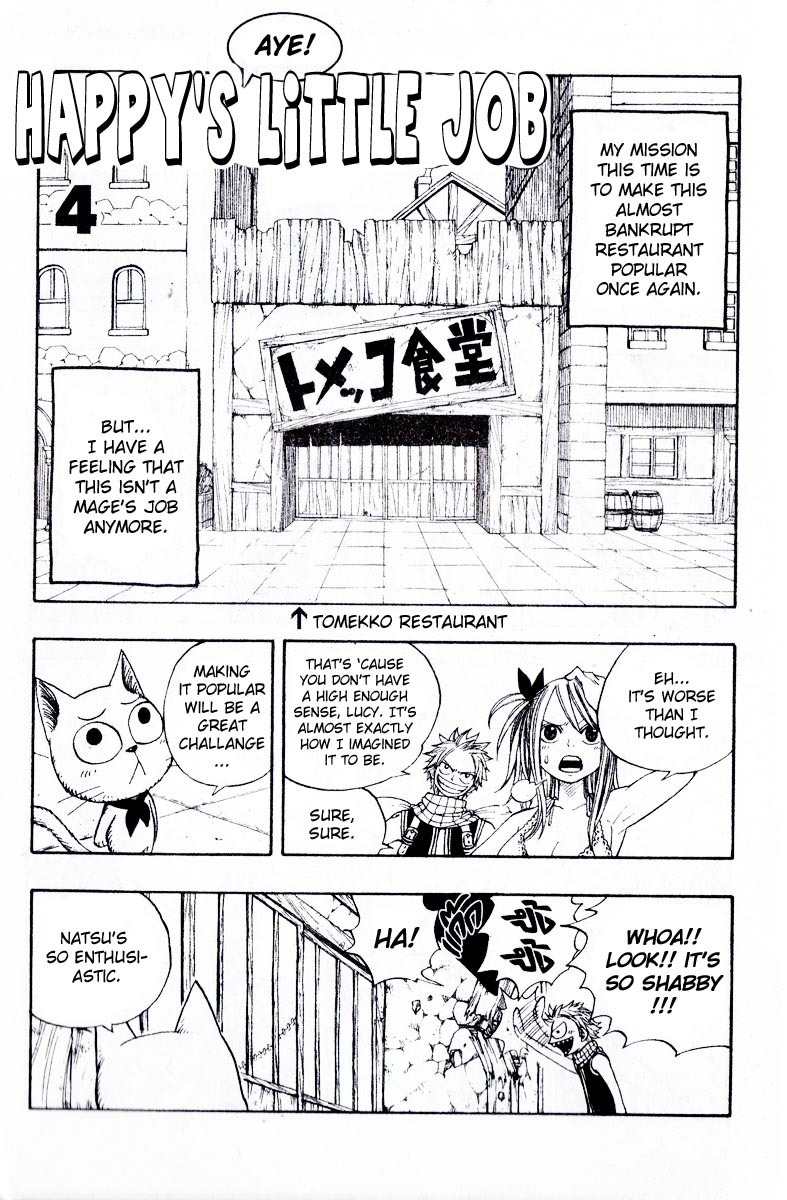 AYE!
HAPPY'S LiTTLE JOB
4
MY MISSION
THIS TIME IS
TO MAKE THIS
ALMOST
BANKRUPT
RESTAURANT
POPULAR
ONCE AGAIN.
トメッコ食堂
BUT...
I HAVE A
FEELING THAT
THIS ISN'T A
MAGE'S JOB
ANYMORE.
↑ TOMEKKO RESTAURANT
EH...
IT'S WORSE
THAN I
THOUGHT.
THAT'S 'CAUSE
YOU DON'T HAVE
A HIGH ENOUGH
SENSE, LUCY. IT'S
ALMOST EXACTLY
HOW I IMAGINED
IT TO BE.
SURE,
SURE.
MAKING
IT POPULAR
WILL BE A
GREAT
CHALLANGE
...
WHOA!!
LOOK!! IT'S
SO SHABBY
!!!
HA!
NATSU'S
SO ENTHUSI-
ASTIC.